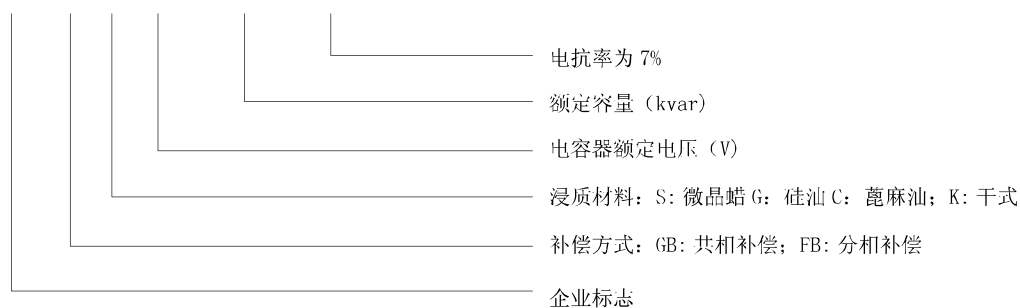 电抗率为 7%
额定容量（kvar)
电容器额定电压（V)
浸质材料：S: 微晶蜡 G：硅油 C：蓖麻油；K: 干式
补偿方式：GB: 共相补偿；FB: 分相补偿
企业标志